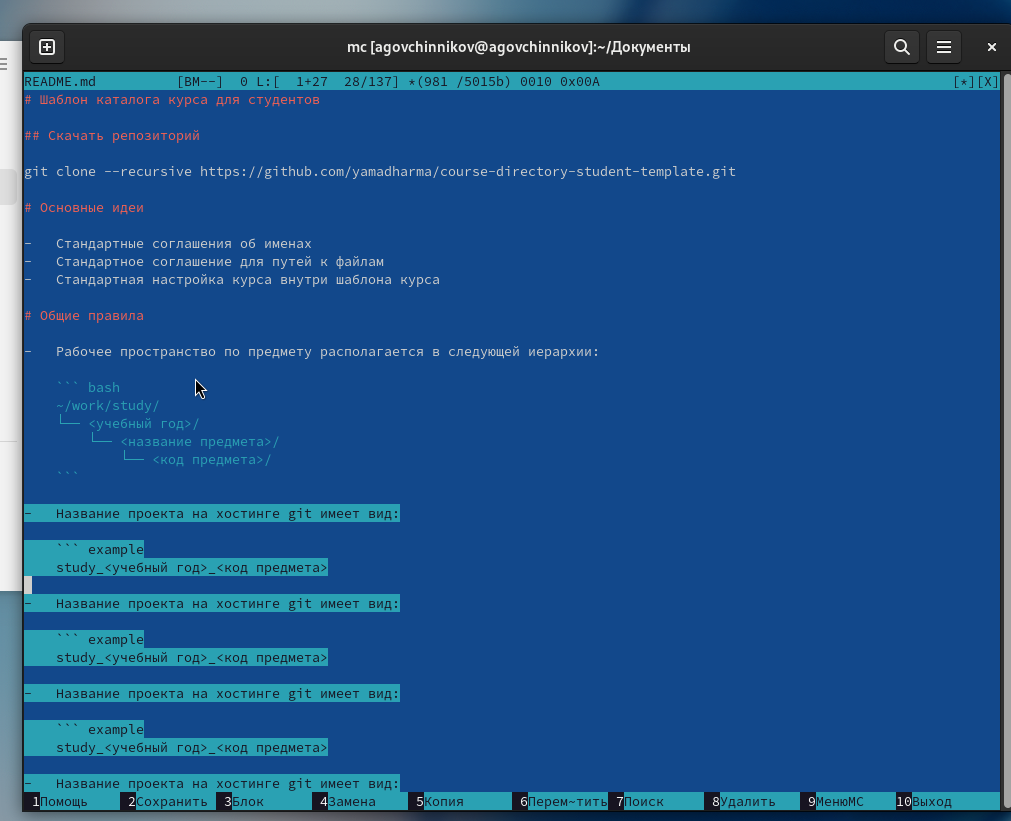 mc [agovchinnikov@agovchinnikov]:~/Документы
README.md [BM--] 0 L:[ 1+27 28/137] *(981 /5015b) 0010 0x00A [*][X]
# Шаблон каталога курса для студентов
## Скачать репозиторий
git clone --recursive https://github.com/yamadharma/course-directory-student-template.git
# Основные идеи
- Стандартные соглашения об именах
- Стандартное соглашение для путей к файлам
- Стандартная настройка курса внутри шаблона курса
# Общие правила
- Рабочее пространство по предмету располагается в следующей иерархии:
``` bash
~/work/study/
└── <учебный год>/
└── <название предмета>/
└── <код предмета>/
```
- Название проекта на хостинге git имеет вид:
``` example
study_<учебный год>_<код предмета>
- Название проекта на хостинге git имеет вид:
``` example
study_<учебный год>_<код предмета>
- Название проекта на хостинге git имеет вид:
``` example
study_<учебный год>_<код предмета>
- Название проекта на хостинге git имеет вид:
1Помощь 2Сохранить 3Блок 4Замена 5Копия 6Перем~тить 7Поиск 8Удалить 9МенюMC 10Выход